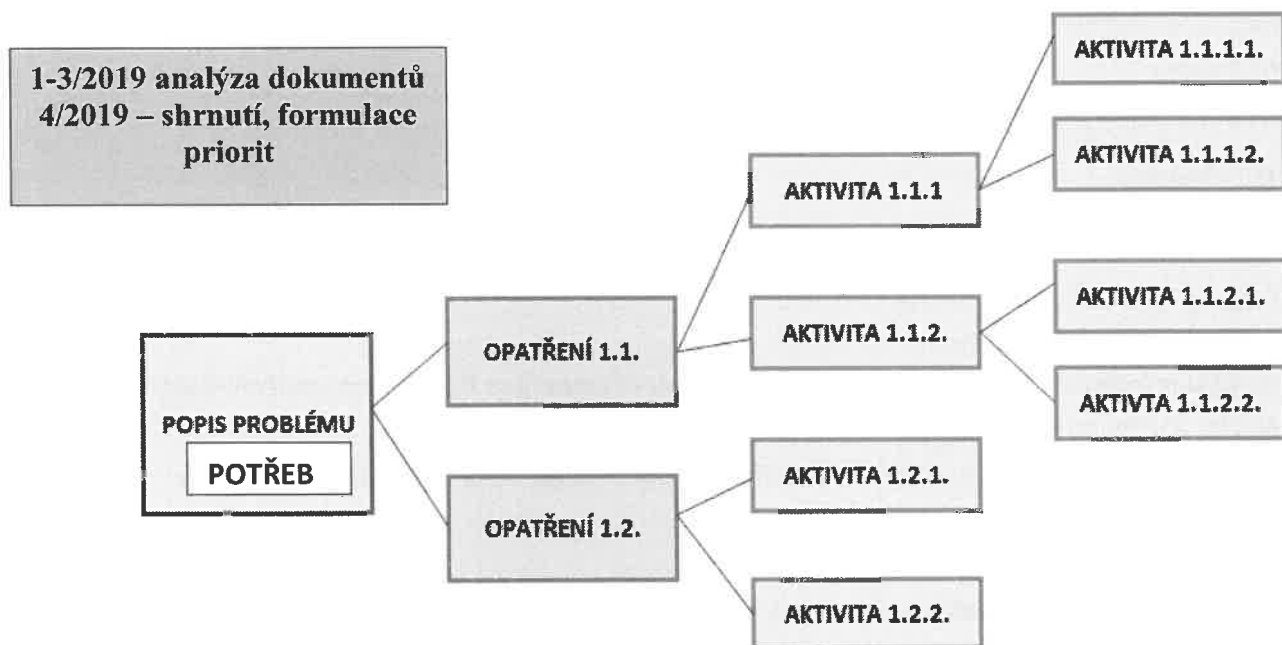 1-3/2019 analýza dokumentů
4/2019 – shrnutí, formulace
priorit
POPIS PROBLÉMU
POTŘEB
OPATŘENÍ 1.1.
OPATŘENÍ 1.2.
AKTIVITA 1.1.1
AKTIVITA 1.1.2.
AKTIVITA 1.2.1.
AKTIVITA 1.2.2.
AKTIVITA 1.1.1.1.
AKTIVITA 1.1.1.2.
AKTIVITA 1.1.2.1.
AKTIVTA 1.1.2.2.